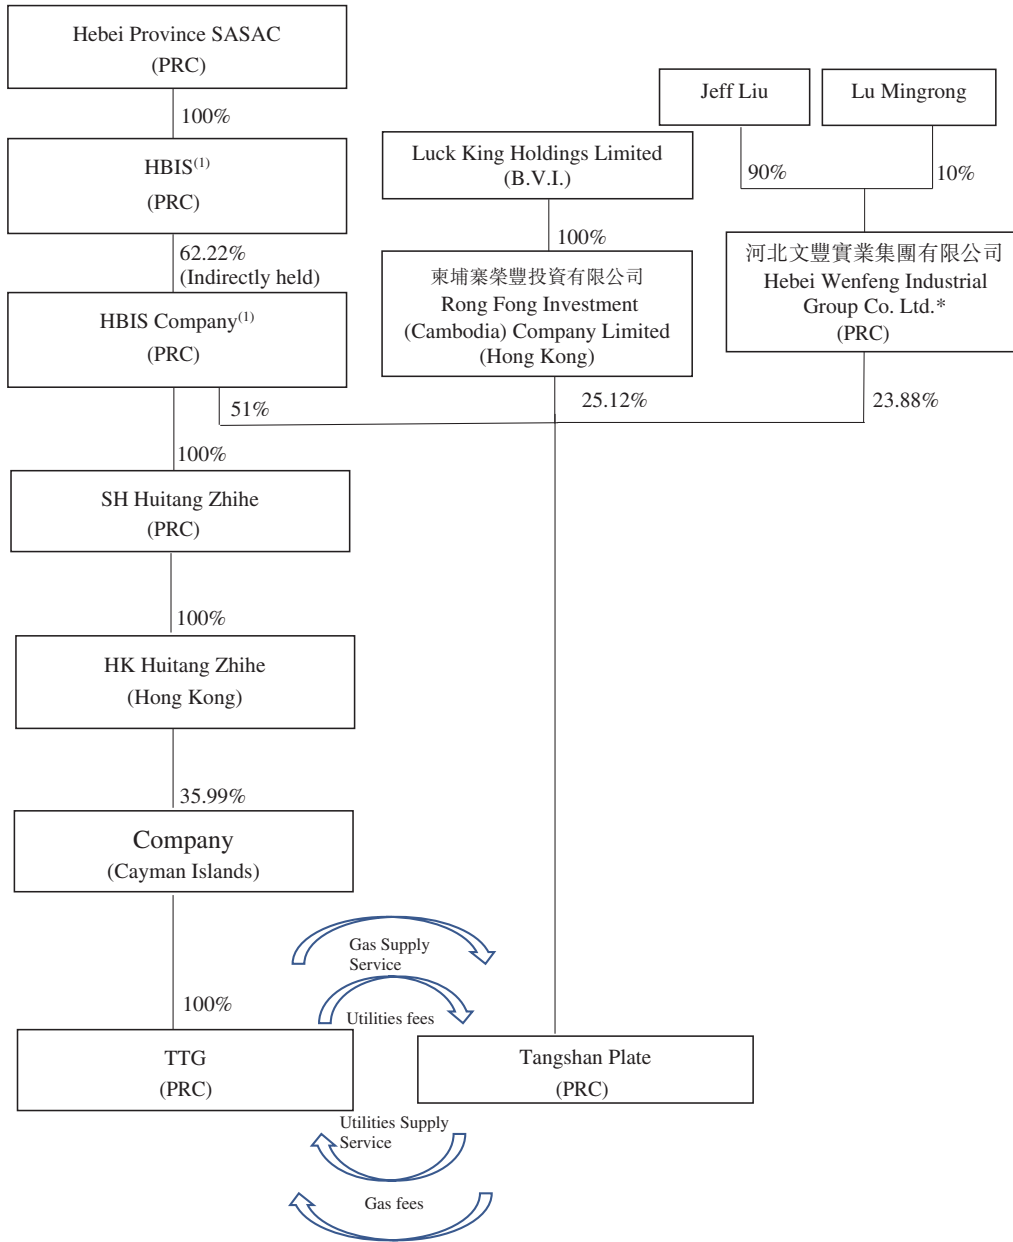 Hebei Province SASAC
(PRC)
100%
HBIS(1)
(PRC)
62.22%
(Indirectly held)
HBIS Company(1)
(PRC)
51%
100%
SH Huitang Zhihe
(PRC)
100%
HK Huitang Zhihe
(Hong Kong)
35.99%
Company
(Cayman Islands)
100%
TTG
(PRC)
Luck King Holdings Limited
(B.V.I.)
100%
柬埔寨榮豐投資有限公司
Rong Fong Investment
(Cambodia) Company Limited
(Hong Kong)
25.12%
Jeff Liu
Lu Mingrong
90%
10%
河北文豐實業集團有限公司
Hebei Wenfeng Industrial
Group Co. Ltd.*
(PRC)
23.88%
Gas Supply
Service
Utilities fees
Tangshan Plate
(PRC)
Utilities Supply
Service
Gas fees